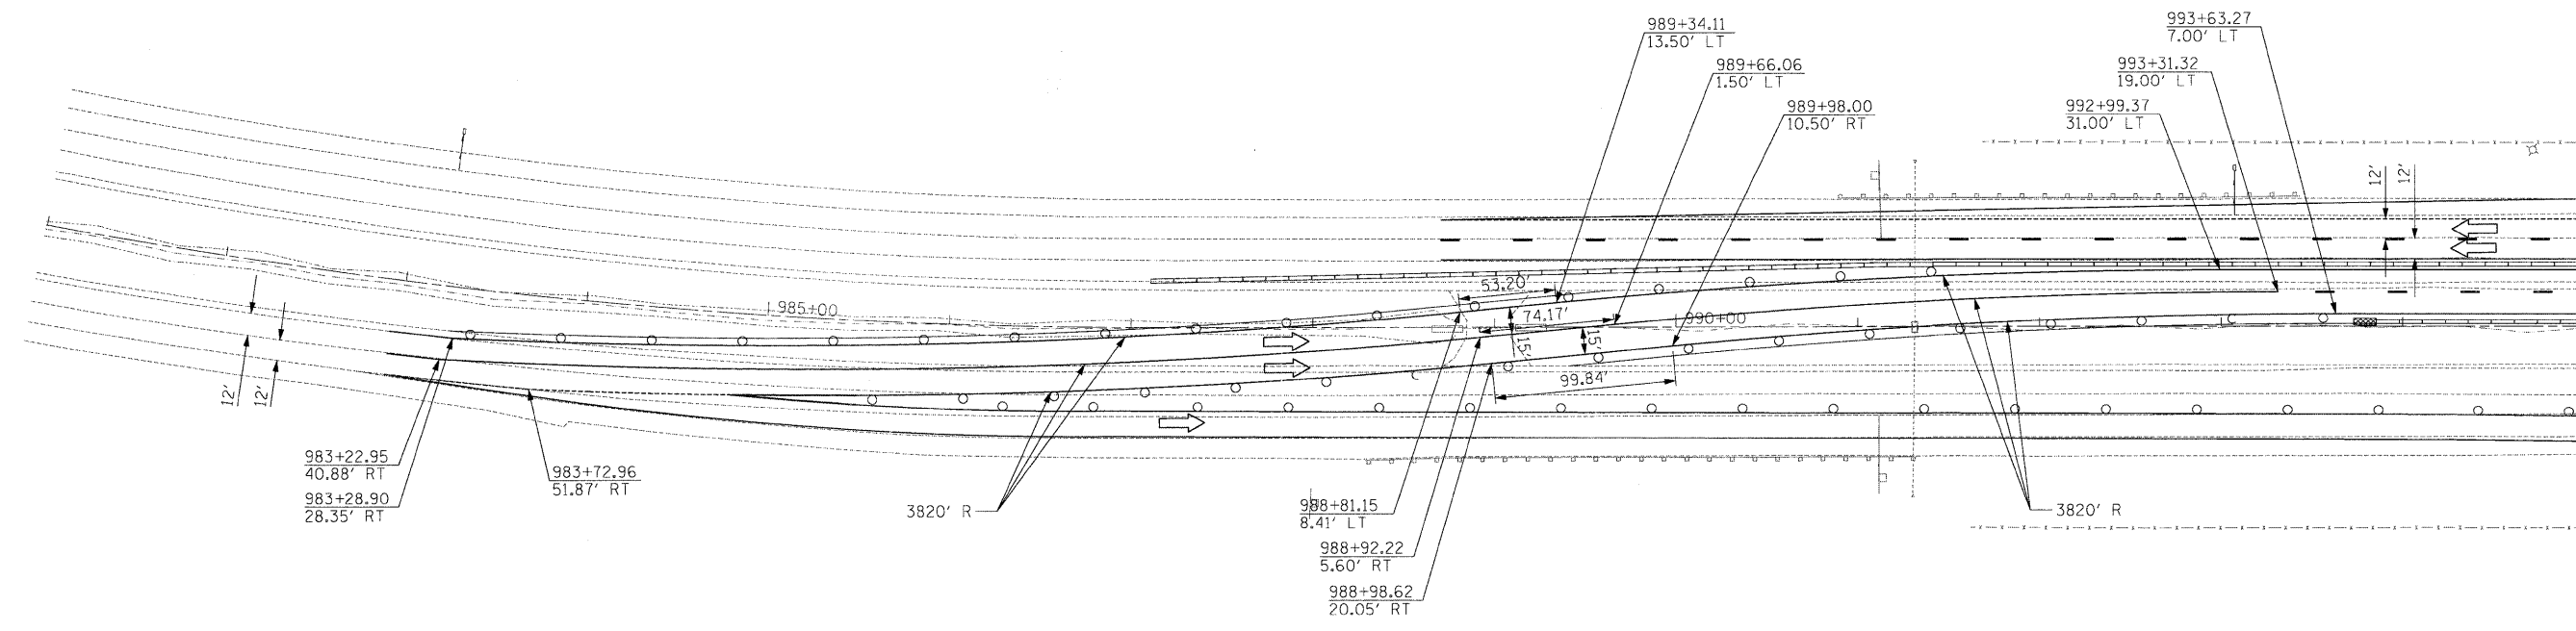 993+63.27
7.00' LT
989+34.11
13.50' LT
993+31.32
19.00' LT
989+66.06
1.50' LT
992+99.37
31.00' LT
989+98.00
10.50' RT
12'
12'
53.20'
985+00
74.17'
990+00
15'
15'
99.84'
12'
12'
983+22.95
40.88' RT
983+72.96
51.87' RT
983+28.90
28.35' RT
3820' R
988+81.15
8.41' LT
3820' R
988+92.22
5.60' RT
988+98.62
20.05' RT